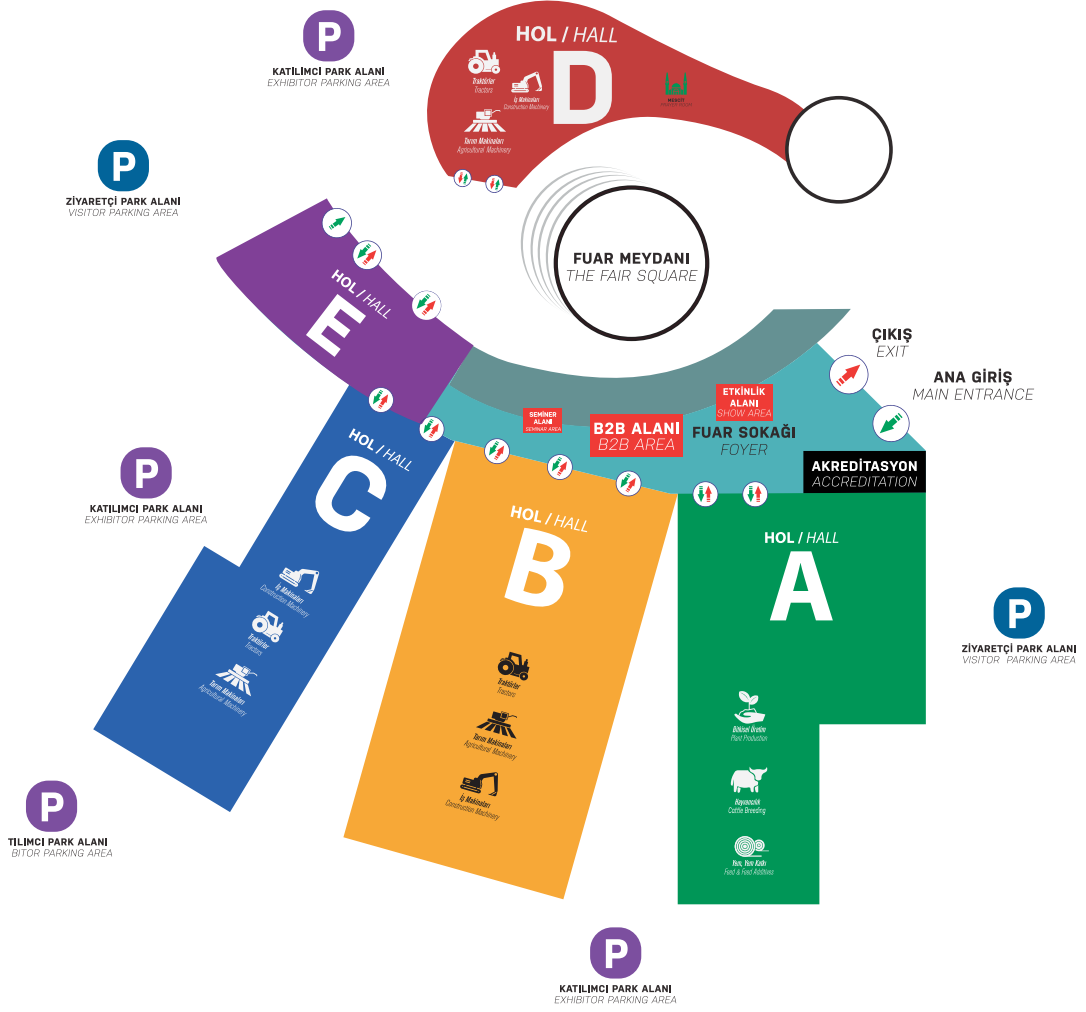 P
KATİLİMCI PARK ALANİ
EXHIBITOR PARKING AREA
HOL / HALL
D
Traktörler
Tractors
İş Makinaları
Construction Machinery
Tarım Makinaları
Agricultural Machinery
MESCİT
P
ZİYARETÇİ PARK ALANI
VISITOR PARKING AREA
FUAR MEYDANI
THE FAIR SQUARE
HOL / HALL
E
ÇIKIŞ
EXIT
ANA GİRİŞ
MAIN ENTRANCE
ETKİNLİK
ALANI
SHOW AREA
SEMİNER
ALANI
SEMINAR AREA
B2B ALANI
B2B AREA
FUAR SOKAĞI
FOYER
AKREDİTASYON
ACCREDITATION
P
KATILIMCI PARK ALANI
EXHIBITOR PARKING AREA
HOL / HALL
C
İş Makinaları
Construction Machinery
Traktörler
Tractors
Tarım Makinaları
Agricultural Machinery
HOL / HALL
B
Traktörler
Tractors
Tarım Makinaları
Agricultural Machinery
İş Makinaları
Construction Machinery
HOL / HALL
A
Bitkisel Üretim
Plant Production
Hayvancılık
Cattle Breeding
Yem, Yem Katkı
Feed & Feed Additives
P
ZİYARETÇİ PARK ALANI
VISITOR PARKING AREA
P
TILIMCI PARK ALANI
BITOR PARKING AREA
P
KATILIMCI PARK ALANI
EXHIBITOR PARKING AREA